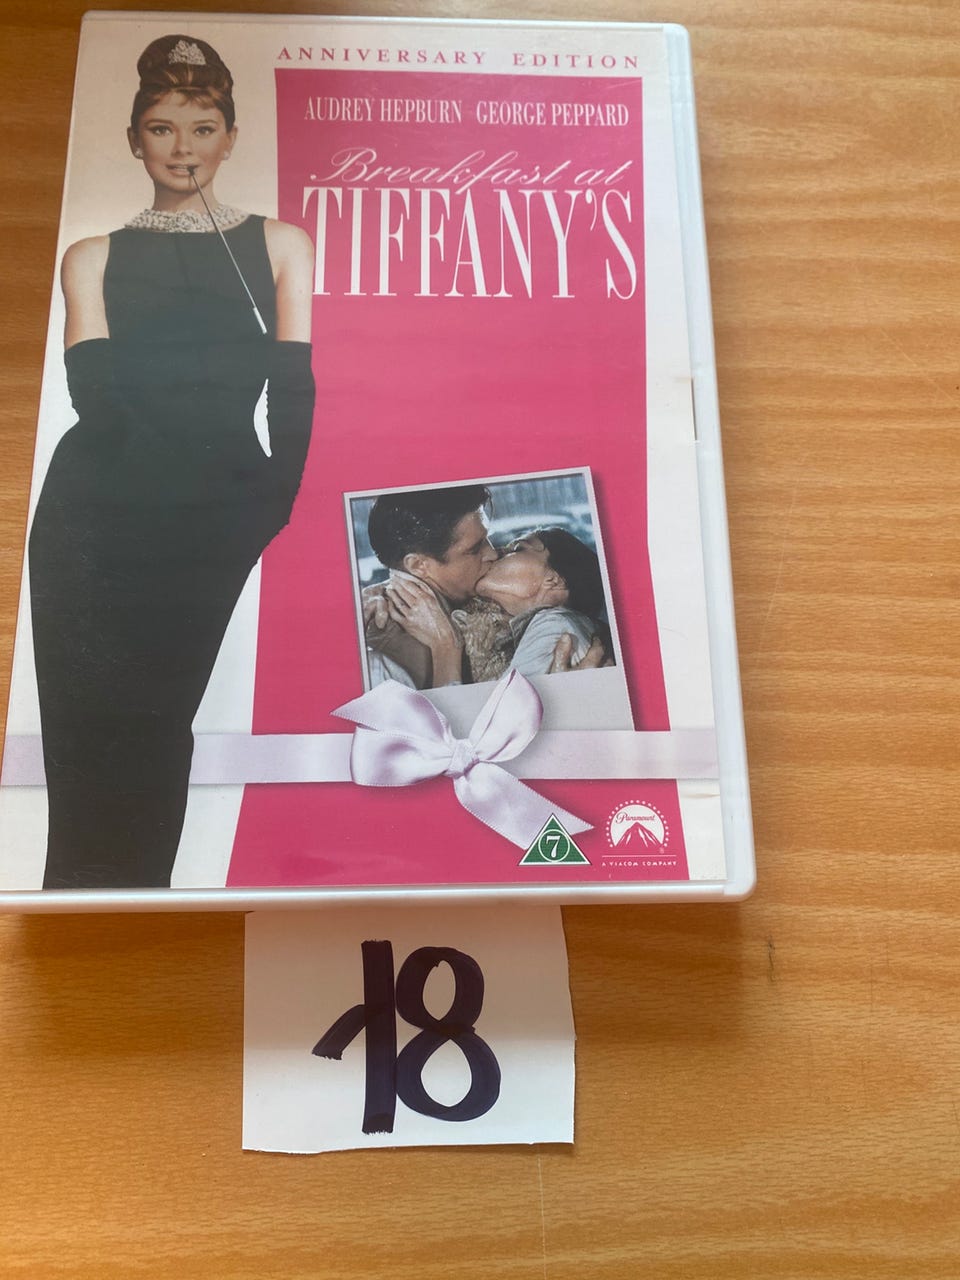 ANNIVERSARY EDITION
AUDREY HEPBURN GEORGE PEPPARD
Breakfast at
TIFFANY'S
7
Paramount
A VIACOM COMPANY
18